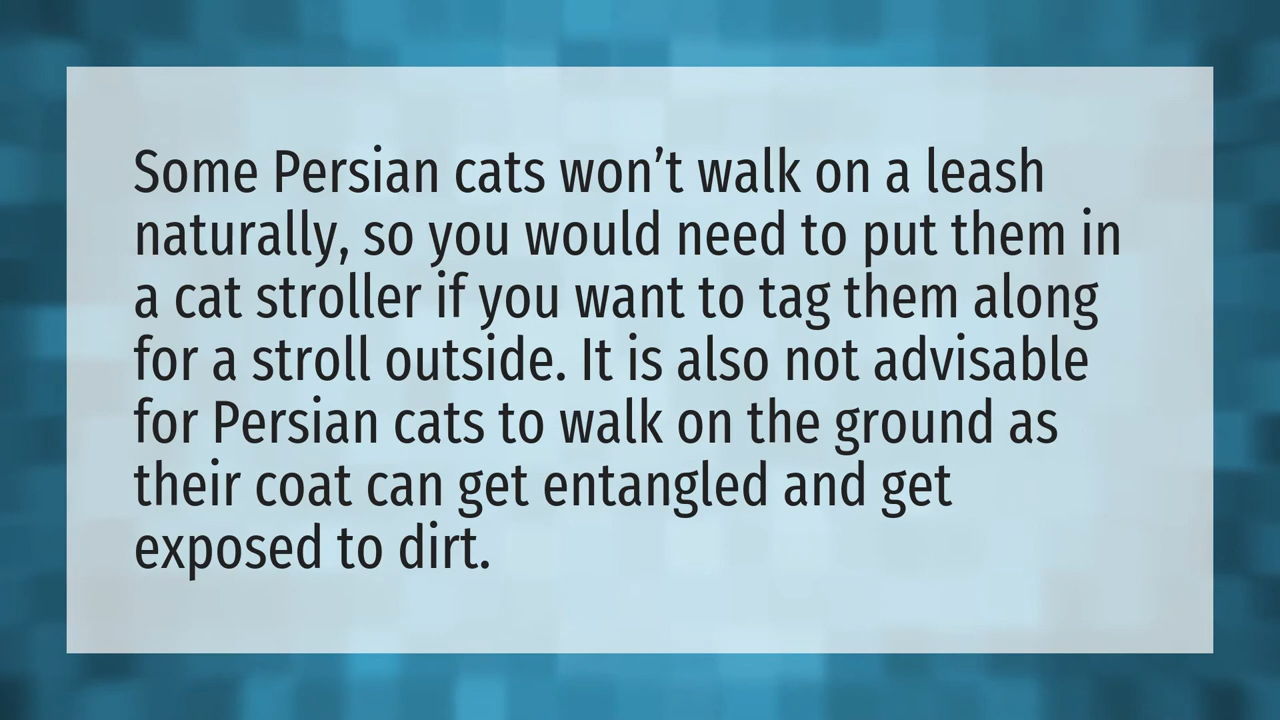 Some Persian cats won’t walk on a leash
naturally, so you would need to put them in
a cat stroller if you want to tag them along
for a stroll outside. It is also not advisable
for Persian cats to walk on the ground as
their coat can get entangled and get
exposed to dirt.